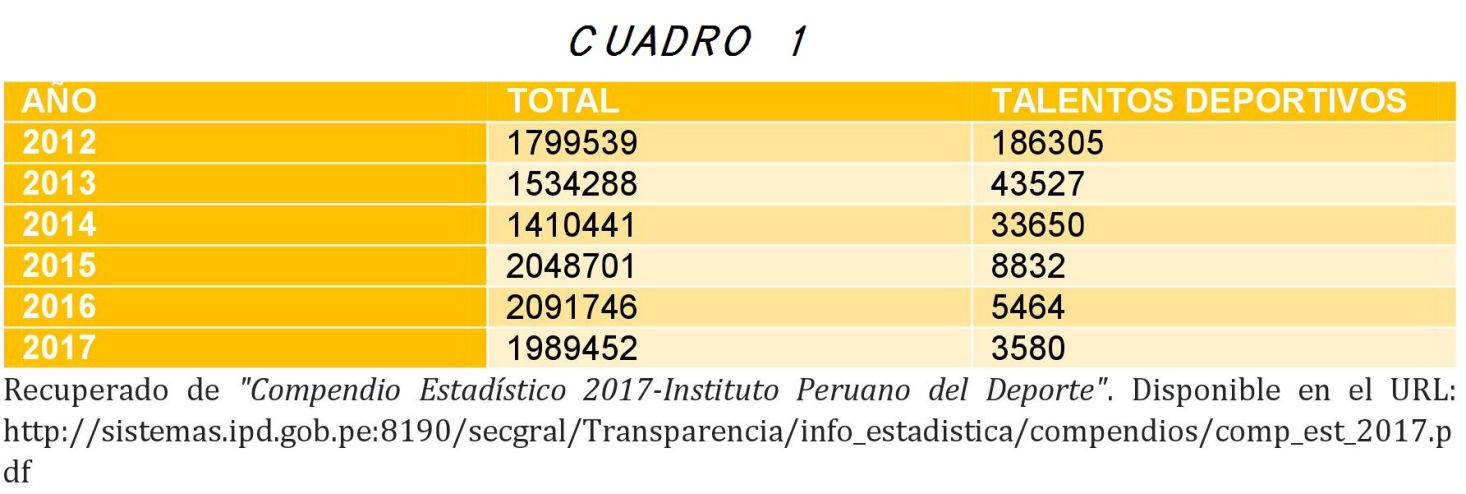 CUADRO 1
AÑO TOTAL TALENTOS DEPORTIVOS
2012 1799539 186305
2013 1534288 43527
2014 1410441 33650
2015 2048701 8832
2016 2091746 5464
2017 1989452 3580
Recuperado de "Compendio Estadístico 2017-Instituto Peruano del Deporte". Disponible en el URL:
http://sistemas.ipd.gob.pe:8190/secgral/Transparencia/info_estadistica/compendios/comp_est_2017.p
df